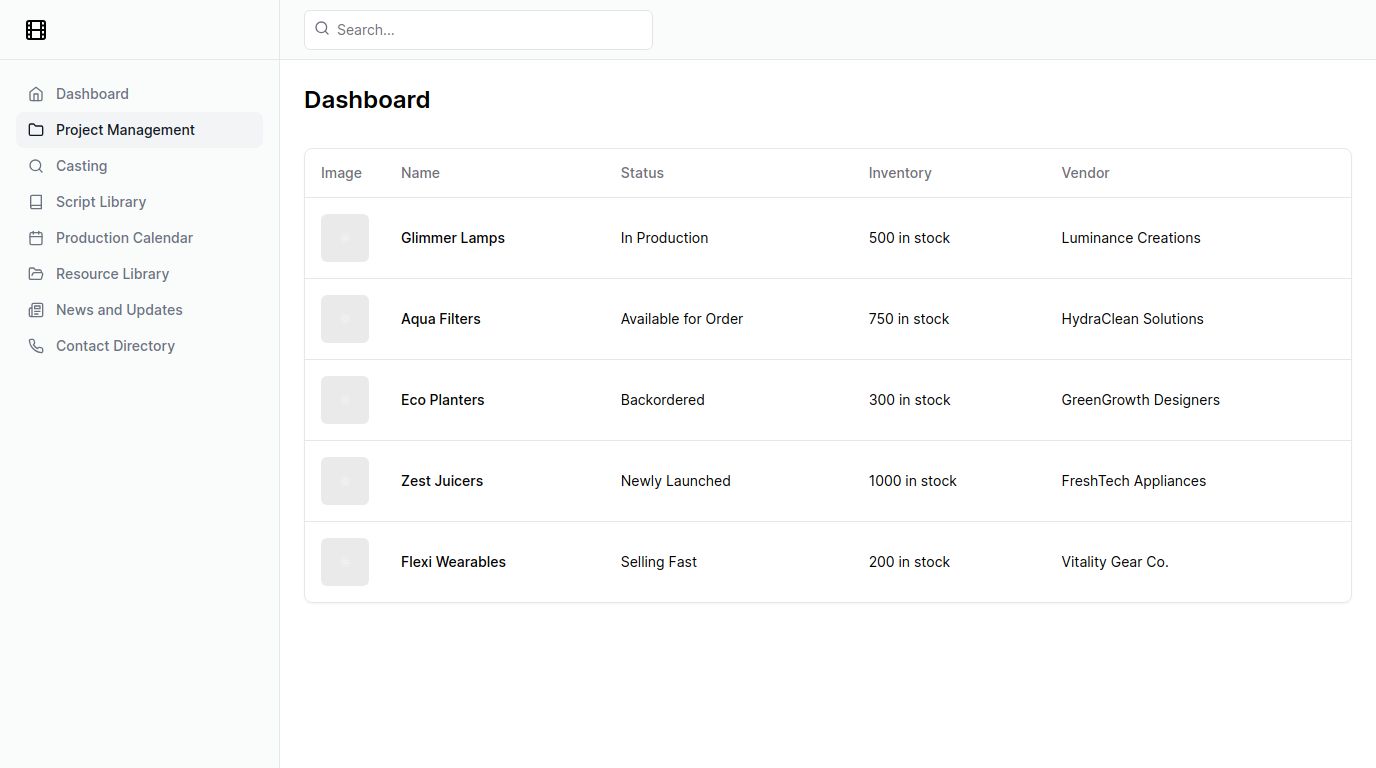 Search...
Dashboard
Project Management
Casting
Script Library
Production Calendar
Resource Library
News and Updates
Contact Directory
Dashboard
Image Name Status Inventory Vendor
Glimmer Lamps In Production 500 in stock Luminance Creations
Aqua Filters Available for Order 750 in stock HydraClean Solutions
Eco Planters Backordered 300 in stock GreenGrowth Designers
Zest Juicers Newly Launched 1000 in stock FreshTech Appliances
Flexi Wearables Selling Fast 200 in stock Vitality Gear Co.